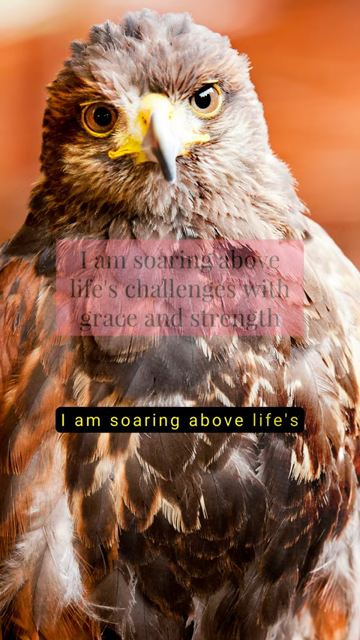 I am soaring above
life's challenges with
grace and strength
I am soaring above life's